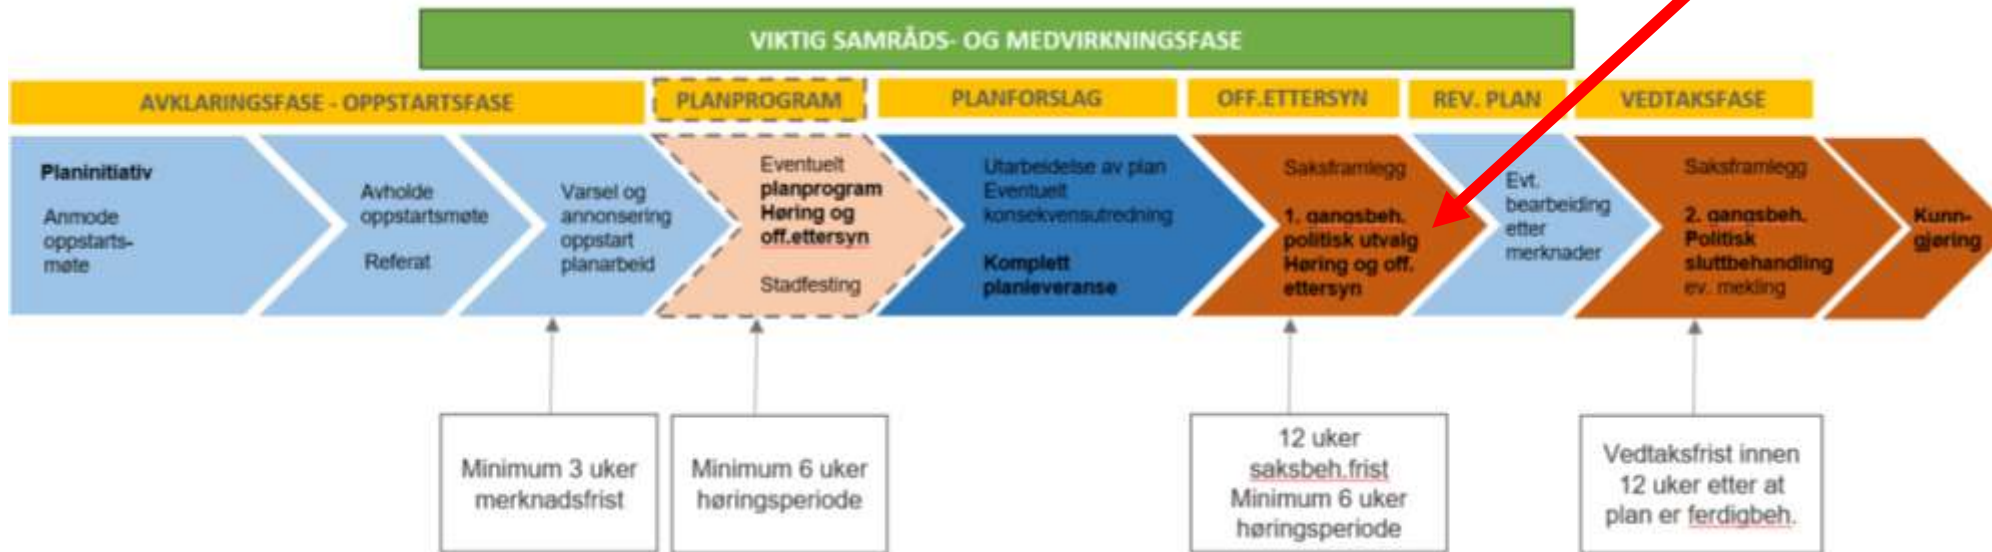 VIKTIG SAMRÅDS- OG MEDVIRKNINGSFASE
AVKLARINGSFASE - OPPSTARTSFASE
PLANPROGRAM
PLANFORSLAG
OFF.ETTERSYN
REV. PLAN
VEDTAKSFASE
Planinitiativ
Anmode
oppstarts-
møte
Avholde
oppstartsmøte
Referat
Varsel og
annonsering
oppstart
planarbeid
Eventuelt
planprogram
Høring og
off.ettersyn
Stadfesting
Utarbeidelse av plan
Eventuelt
konsekvensutredning
Komplett
planleveranse
Saksframlegg
1. gangsbeh.
politisk utvalg
Høring og off.
ettersyn
Evt.
bearbeiding
etter
merknader
Saksframlegg
2. gangsbeh.
Politisk
sluttbehandling
ev. mekling
Kunn-
gjøring
Minimum 3 uker
merknadsfrist
Minimum 6 uker
høringsperiode
12 uker
saksbeh.frist
Minimum 6 uker
høringsperiode
Vedtaksfrist innen
12 uker etter at
plan er ferdigbeh.